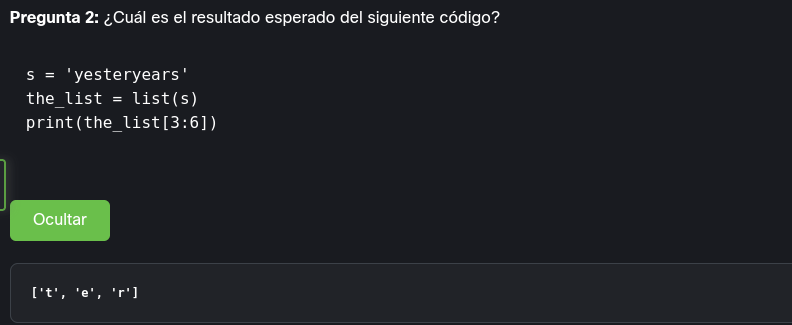 Pregunta 2: ¿Cuál es el resultado esperado del siguiente código?
s = 'yesteryears'
the_list = list(s)
print(the_list[3:6])
Ocultar
['t', 'e', 'r']